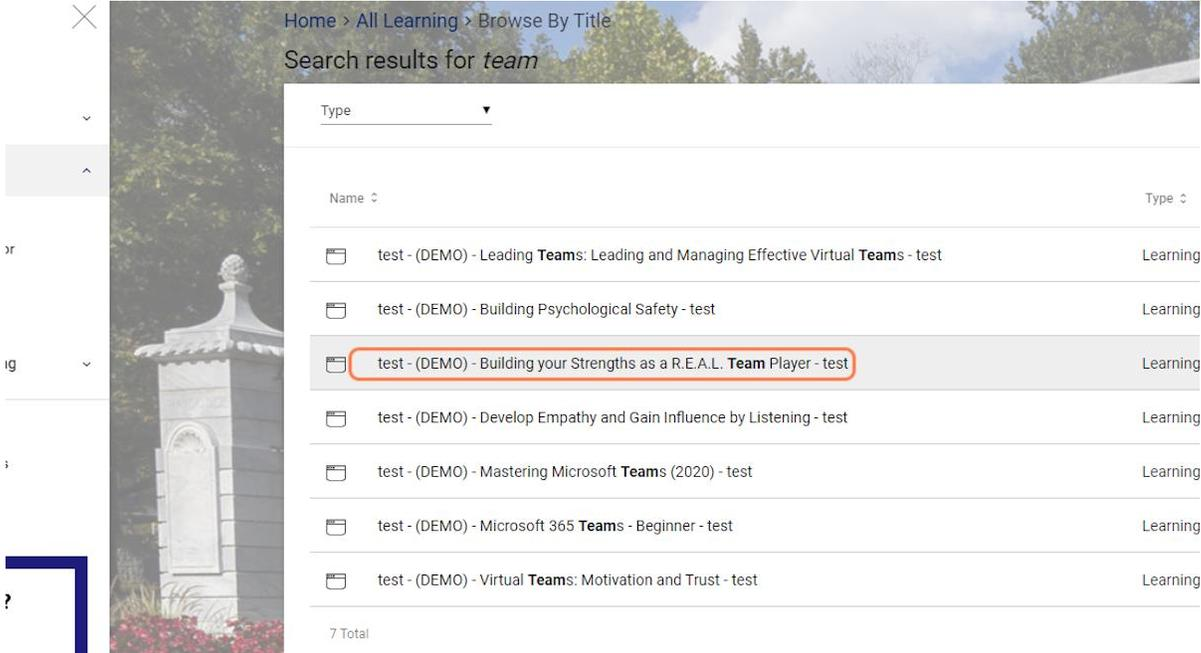 Home > All Learning > Browse By Title
Search results for team
Type
Name Type
test - (DEMO) - Leading Teams: Leading and Managing Effective Virtual Teams - test Learning
test - (DEMO) - Building Psychological Safety - test Learning
test - (DEMO) - Building your Strengths as a R.E.A.L. Team Player - test Learning
test - (DEMO) - Develop Empathy and Gain Influence by Listening - test Learning
test - (DEMO) - Mastering Microsoft Teams (2020) - test Learning
test - (DEMO) - Microsoft 365 Teams - Beginner - test Learning
test - (DEMO) - Virtual Teams: Motivation and Trust - test Learning
7 Total
or
?